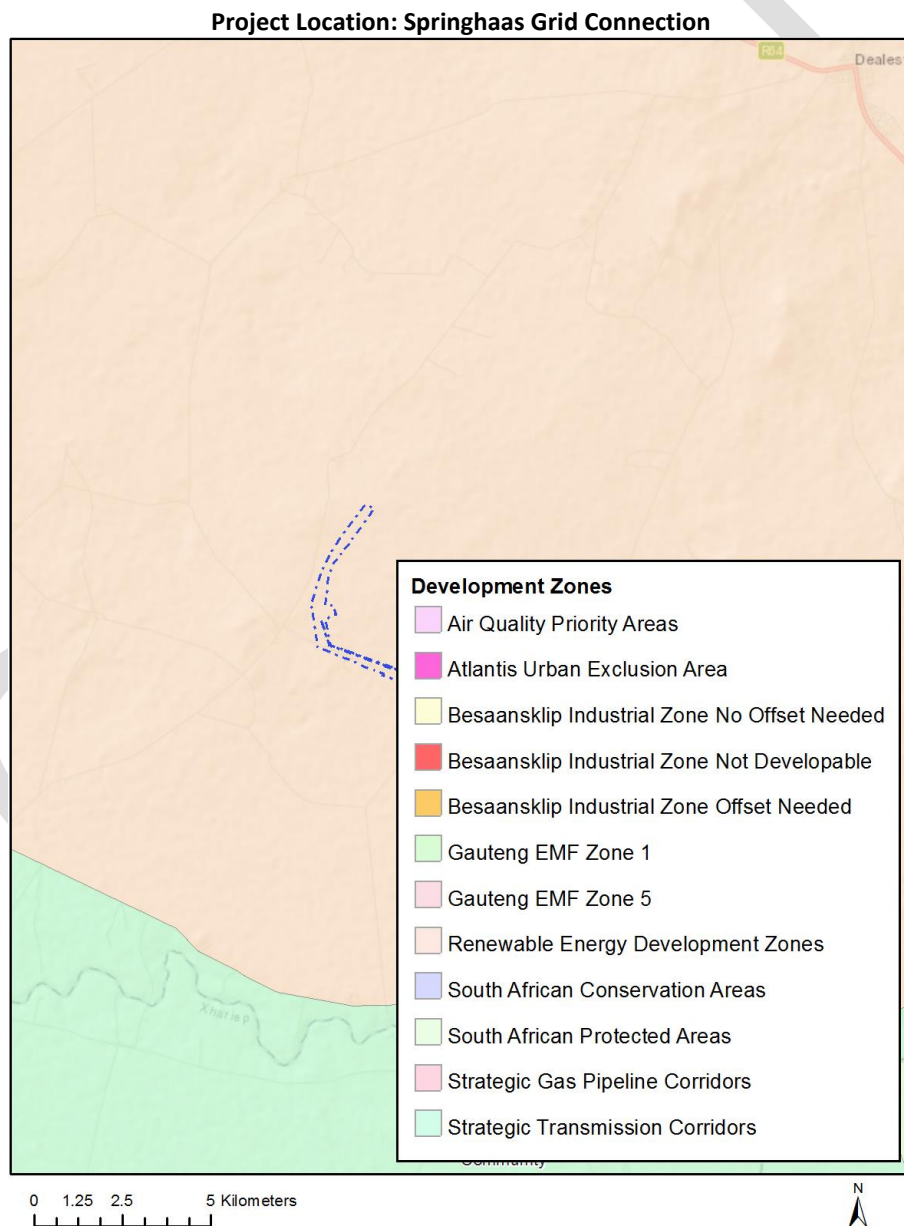 Project Location: Springhaas Grid Connection
R64
Deales
Development Zones
Air Quality Priority Areas
Atlantis Urban Exclusion Area
Besaansklip Industrial Zone No Offset Needed
Besaansklip Industrial Zone Not Developable
Besaansklip Industrial Zone Offset Needed
Gauteng EMF Zone 1
Gauteng EMF Zone 5
Renewable Energy Development Zones
South African Conservation Areas
South African Protected Areas
Strategic Gas Pipeline Corridors
Strategic Transmission Corridors
Xhariep
Community
0 1.25 2.5 5 Kilometers
N